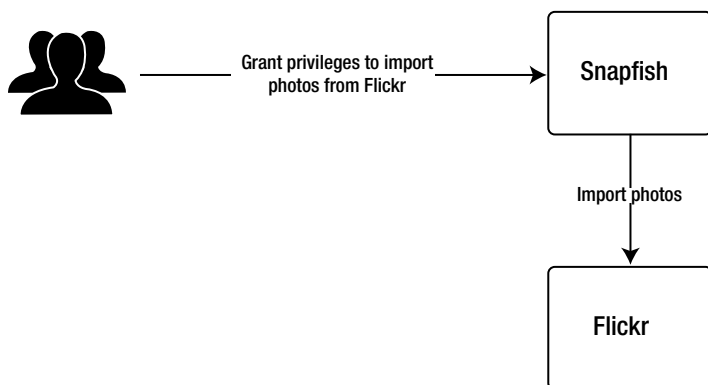 Grant privileges to import
photos from Flickr
Snapfish
Import photos
Flickr